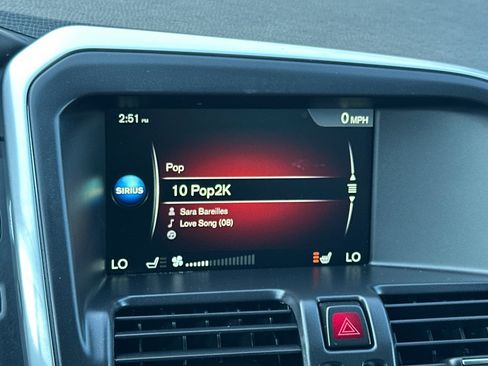 2:51 PM
0 MPH
Pop
SIRIUS
10 Pop2K
Sara Bareilles
Love Song (08)
LO
LO